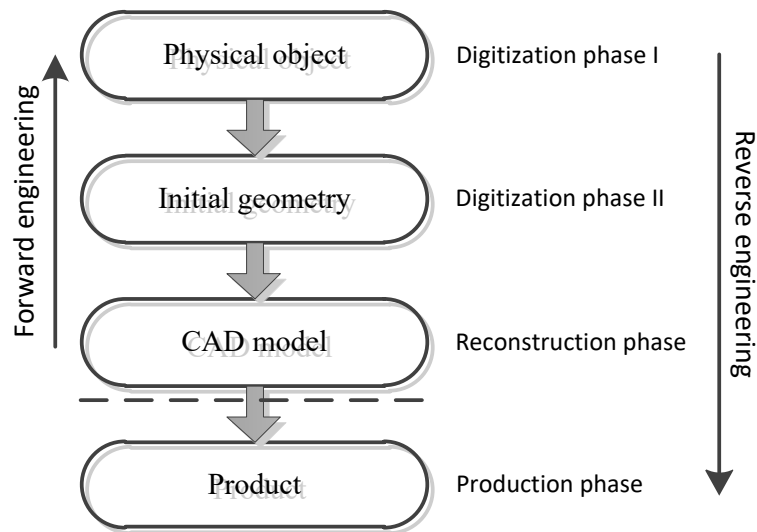 Physical object
Digitization phase I
Forward engineering
Reverse engineering
Initial geometry
Digitization phase II
CAD model
Reconstruction phase
Product
Production phase